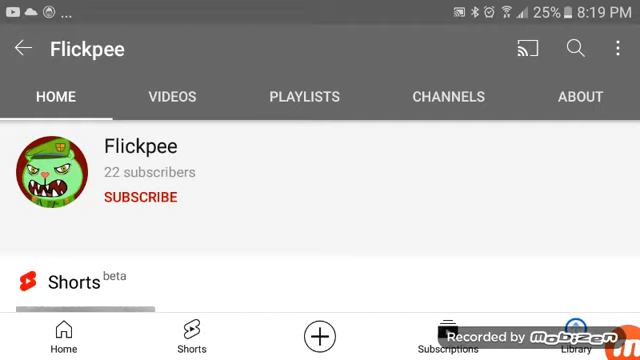 ... 25% 8:19 PM
Flickpee
HOME VIDEOS PLAYLISTS CHANNELS ABOUT
Flickpee
22 subscribers
SUBSCRIBE
Shorts beta
Home Shorts Subscriptions Library
Recorded by Mobizen